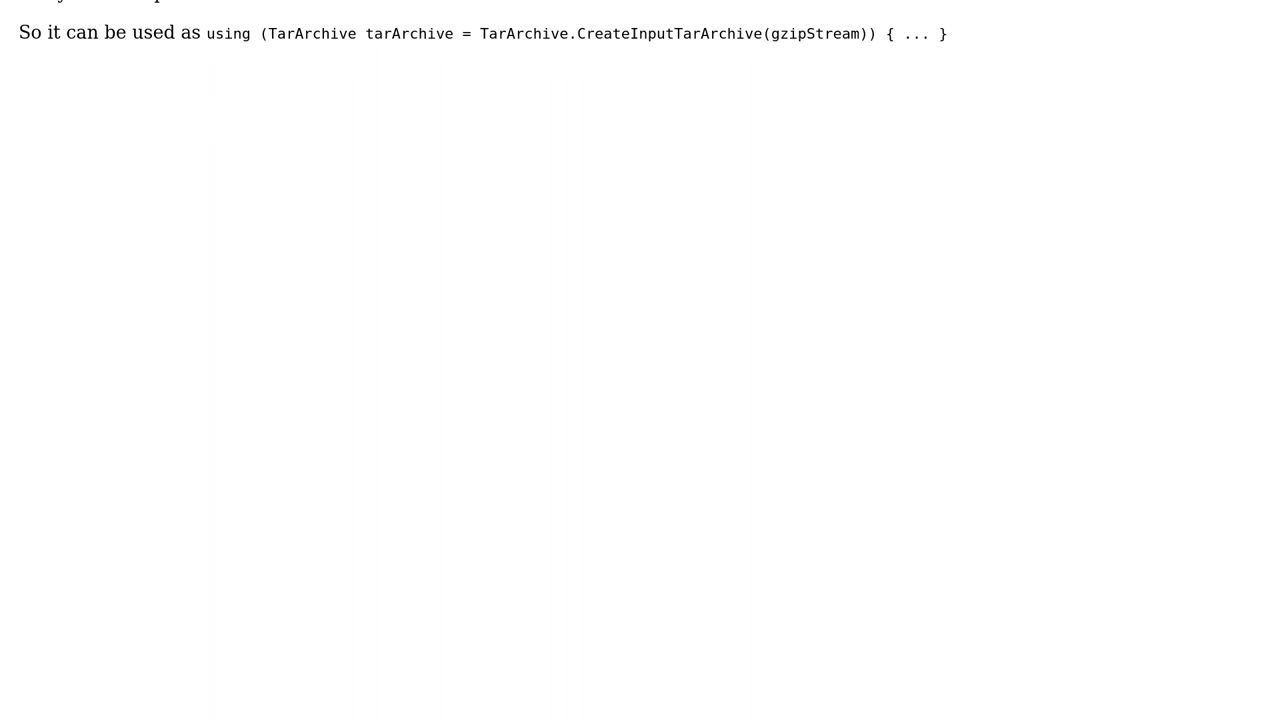 So it can be used as using (TarArchive tarArchive = TarArchive.CreateInputTarArchive(gzipStream)) { ... }